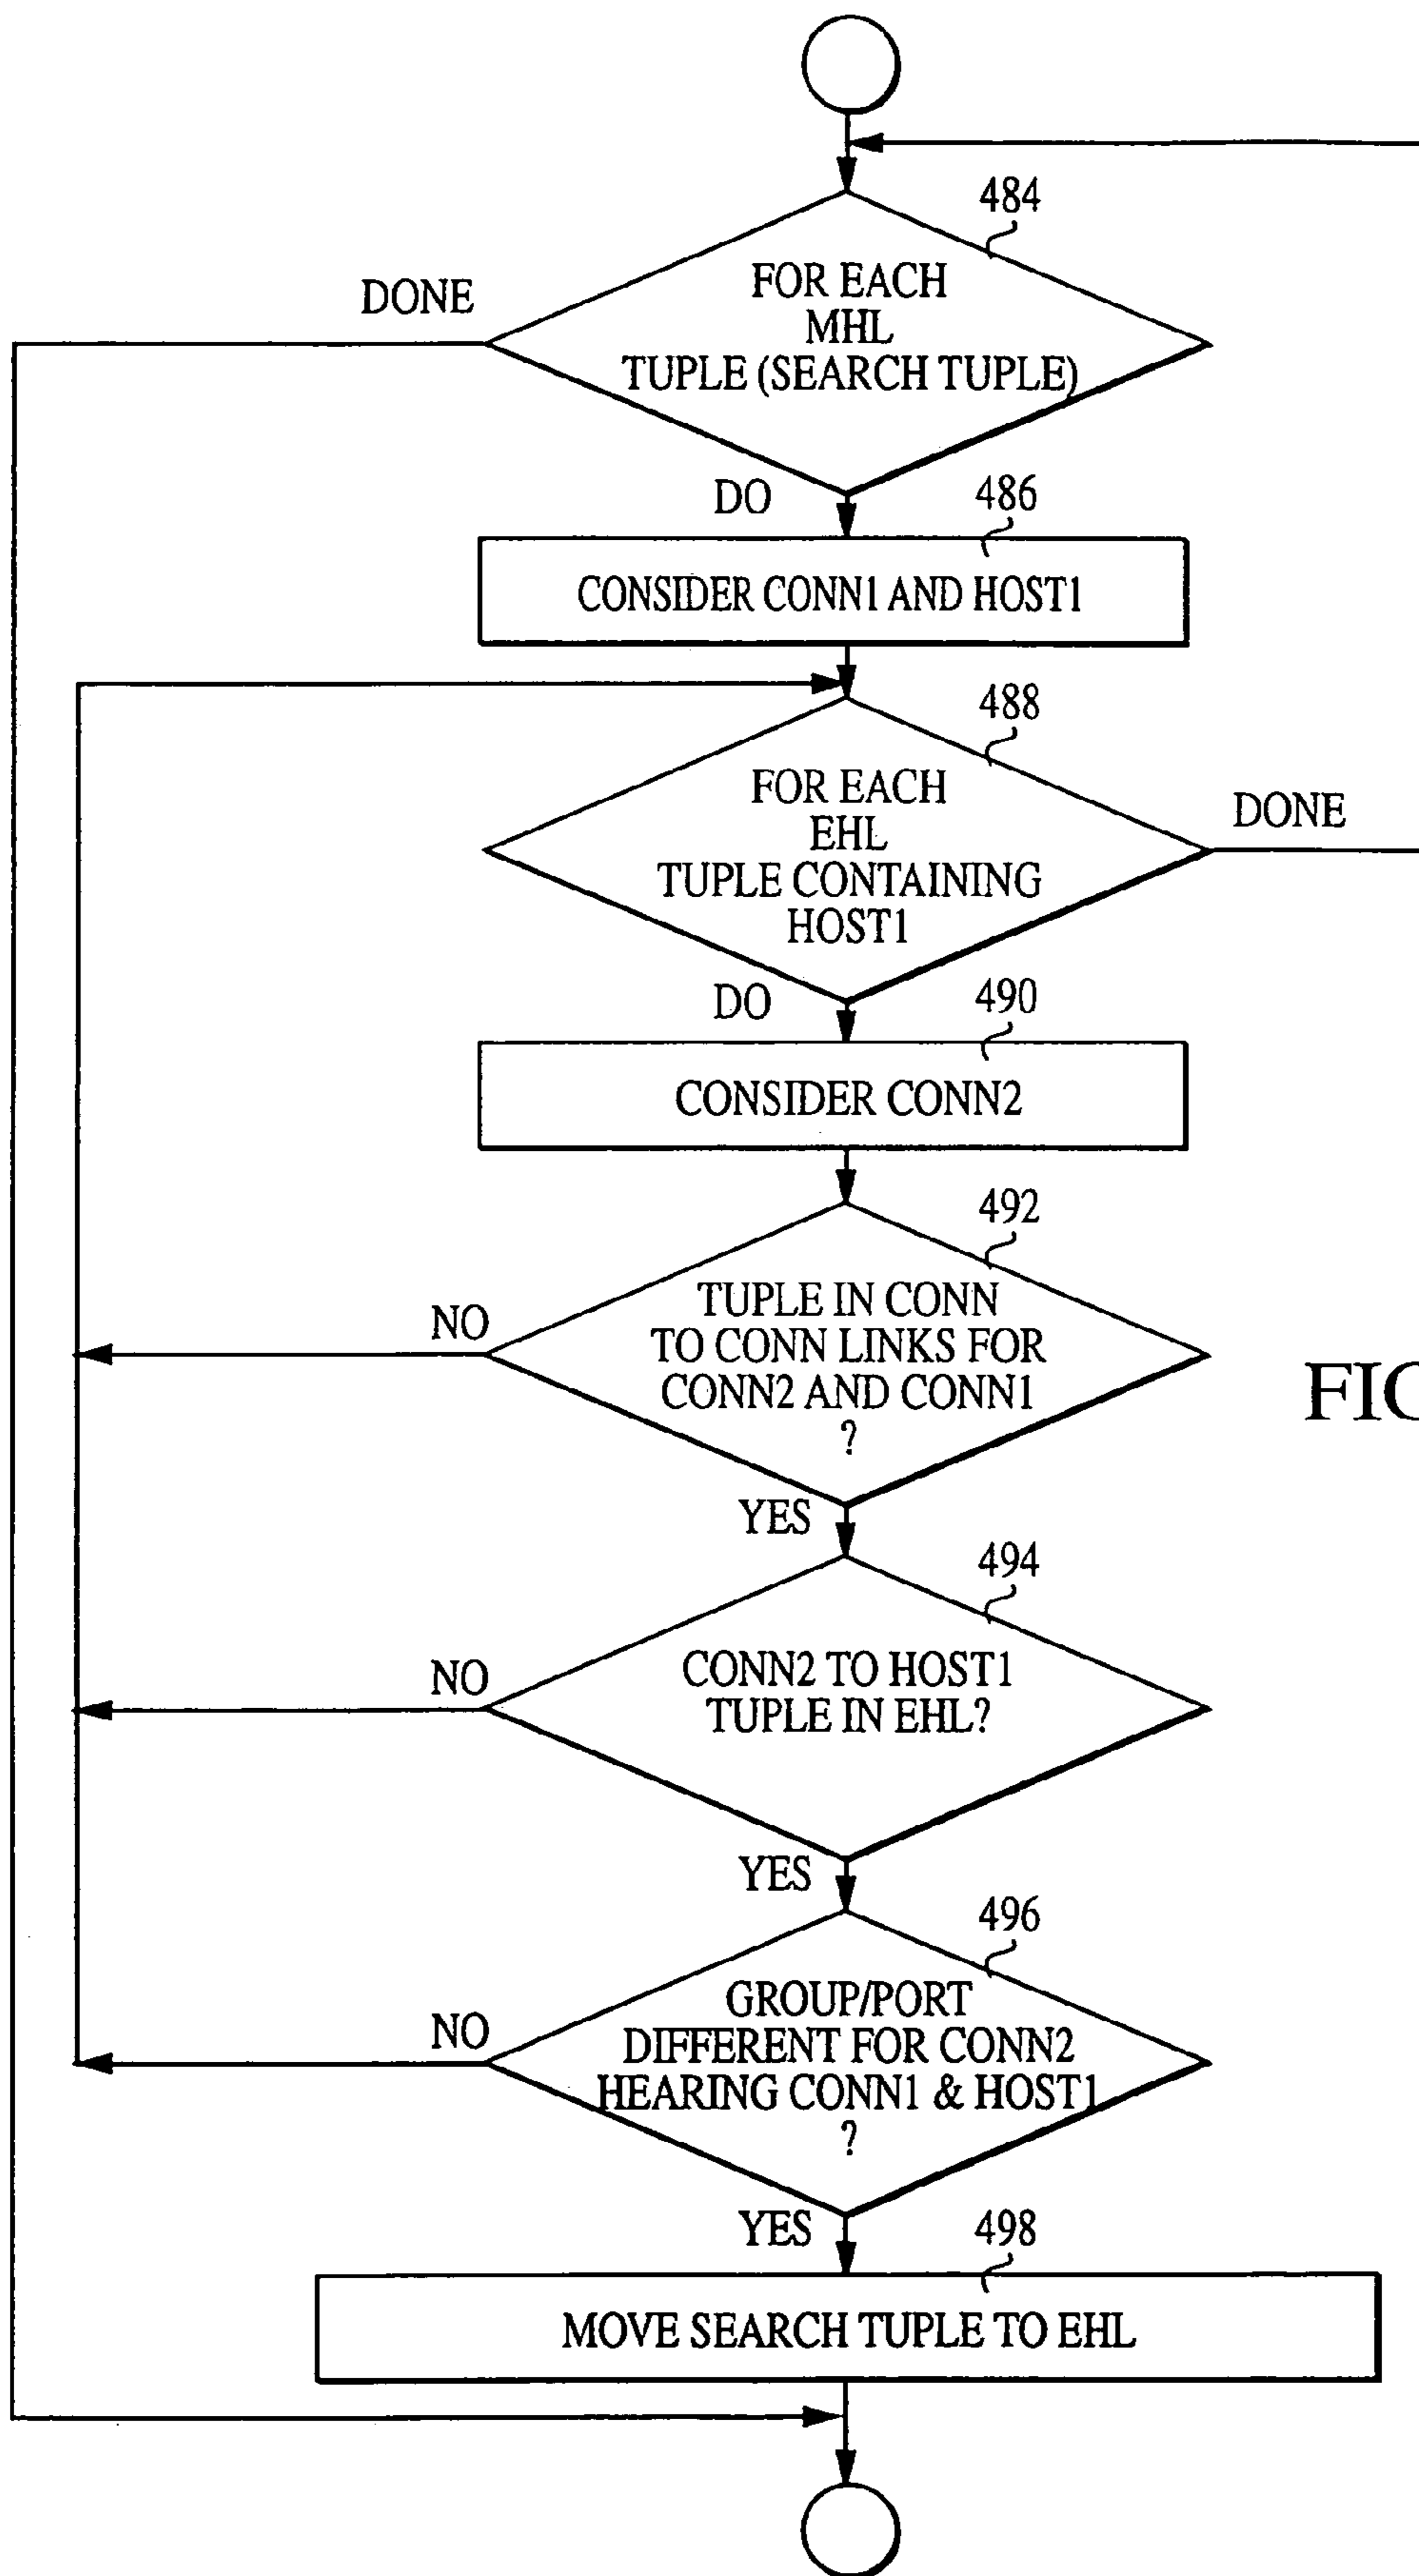 484
FOR EACH
MHL
TUPLE (SEARCH TUPLE)
DONE
DO
486
CONSIDER CONN1 AND HOST1
488
FOR EACH
EHL
TUPLE CONTAINING
HOST1
DONE
DO
490
CONSIDER CONN2
492
TUPLE IN CONN
TO CONN LINKS FOR
CONN2 AND CONN1
?
NO
YES
494
CONN2 TO HOST1
TUPLE IN EHL?
NO
YES
496
GROUP/PORT
DIFFERENT FOR CONN2
HEARING CONN1 & HOST1
?
NO
YES
498
MOVE SEARCH TUPLE TO EHL